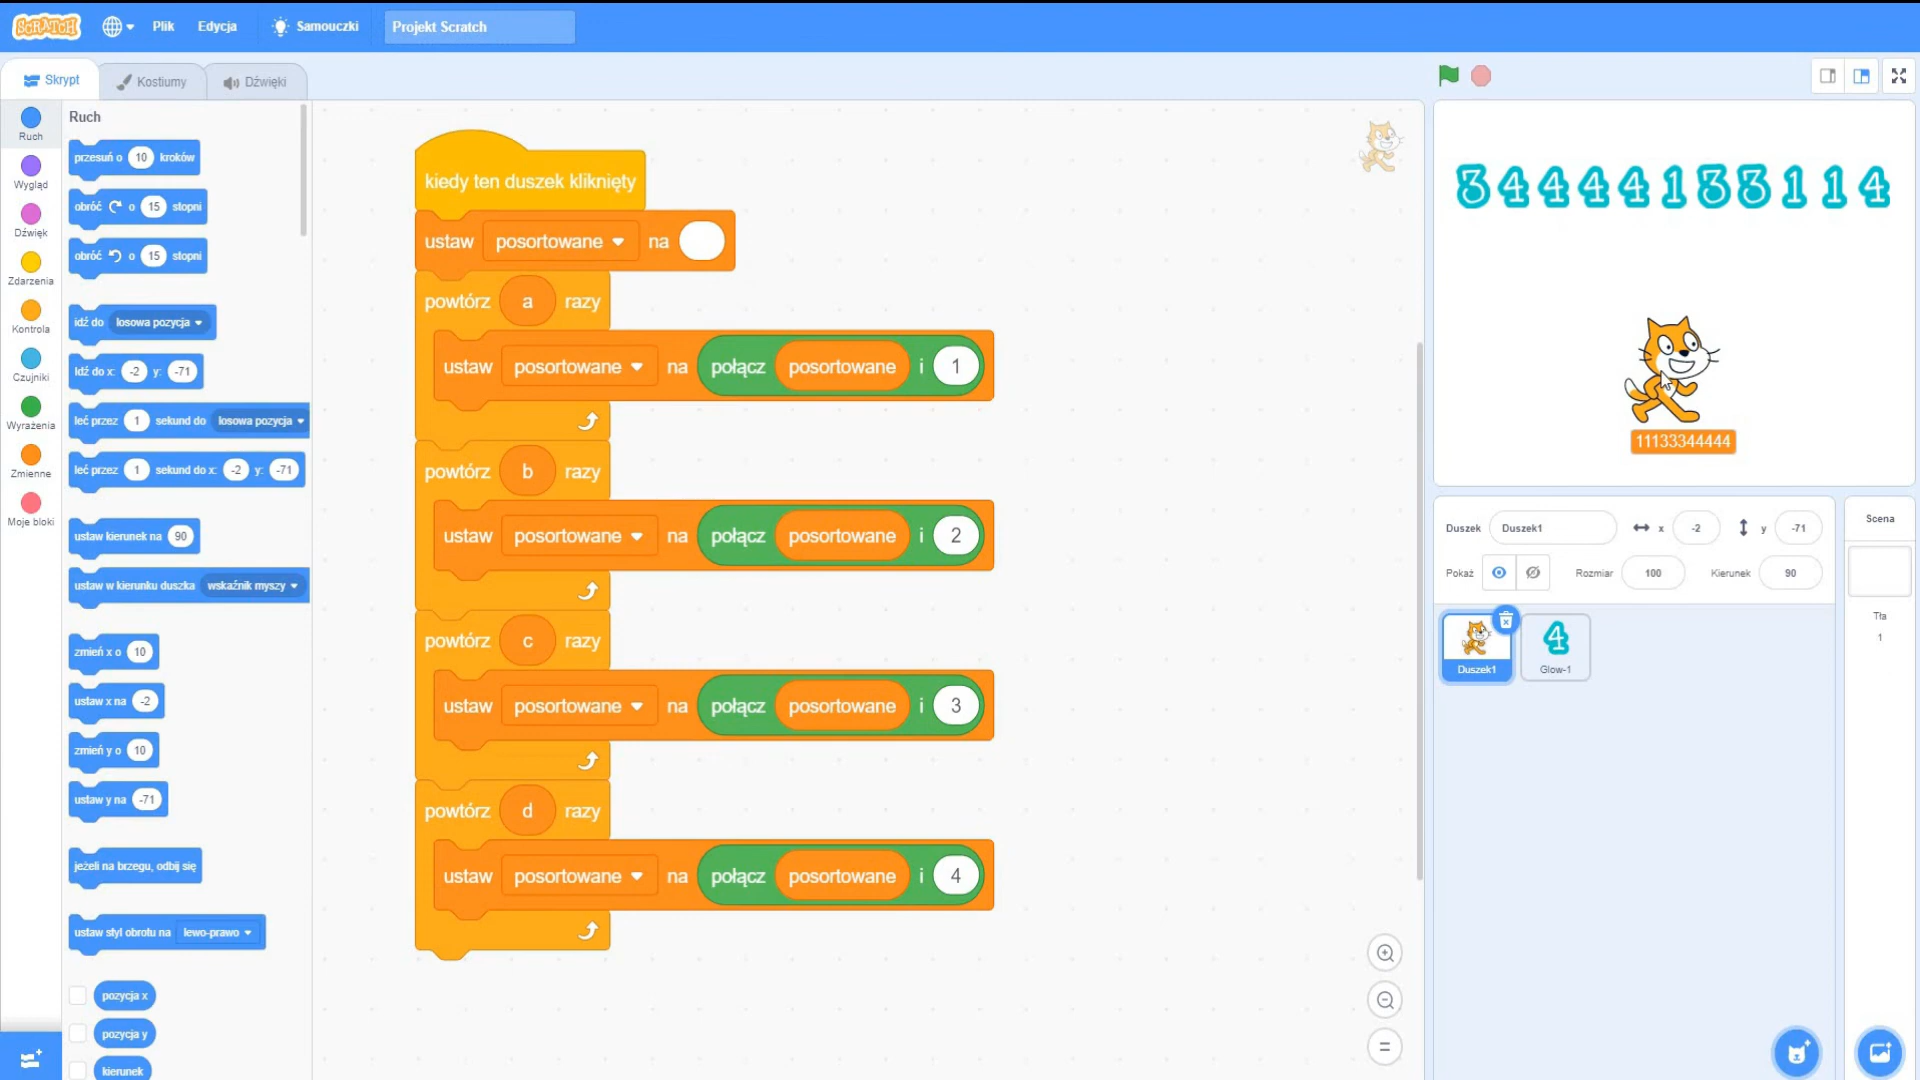 SCRATCH Plik Edycja Samouczki Projekt Scratch
Skrypt Kostiumy Dźwięki
Ruch
Wygląd
Dźwięk
Zdarzenia
Kontrola
Czujniki
Wyrażenia
Zmienne
Moje bloki
Ruch
przesuń o 10 kroków
obróć o 15 stopni
obróć o 15 stopni
idź do losowa pozycja
Idź do x: -2 y: -71
leć przez 1 sekund do losowa pozycja
leć przez 1 sekund do x: -2 y: -71
ustaw kierunek na 90
ustaw w kierunku duszka wskaźnik myszy
zmień x o 10
ustaw x na -2
zmień y o 10
ustaw y na -71
jeżeli na brzegu, odbij się
ustaw styl obrotu na lewo-prawo
pozycja x
pozycja y
kierunek
kiedy ten duszek kliknięty
ustaw posortowane na
powtórz a razy
ustaw posortowane na połącz posortowane i 1
powtórz b razy
ustaw posortowane na połącz posortowane i 2
powtórz c razy
ustaw posortowane na połącz posortowane i 3
powtórz d razy
ustaw posortowane na połącz posortowane i 4
34444133114
11133344444
Duszek Duszek1 x -2 y -71
Pokaż Rozmiar 100 Kierunek 90
Duszek1
4
Glow-1
Scena
Tła
1